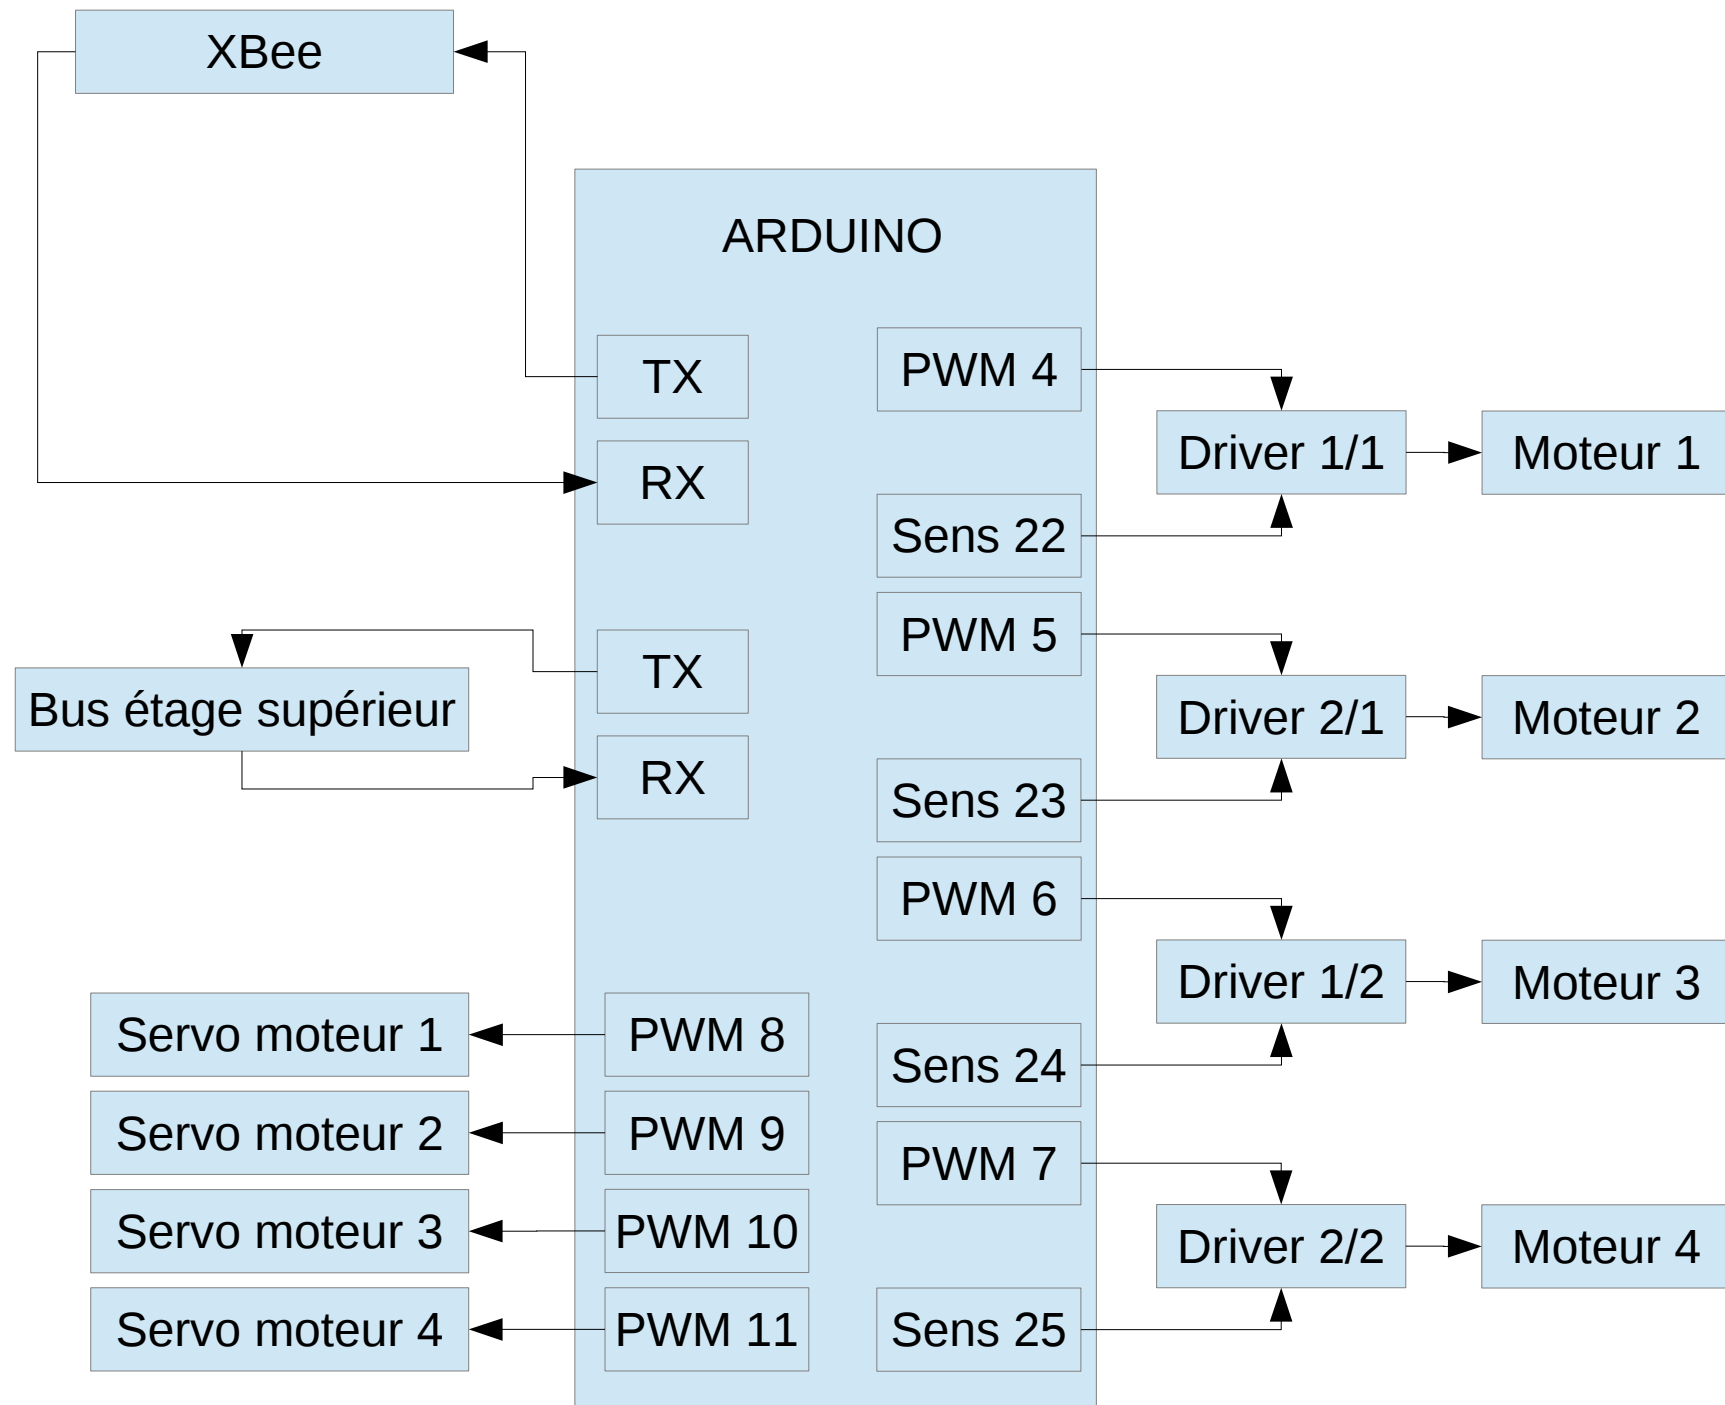 XBee
ARDUINO
TX
PWM 4
Driver 1/1
Moteur 1
RX
Sens 22
TX
PWM 5
Bus étage supérieur
Driver 2/1
Moteur 2
RX
Sens 23
PWM 6
Driver 1/2
Moteur 3
Servo moteur 1
PWM 8
Sens 24
Servo moteur 2
PWM 9
PWM 7
Servo moteur 3
PWM 10
Driver 2/2
Moteur 4
Servo moteur 4
PWM 11
Sens 25